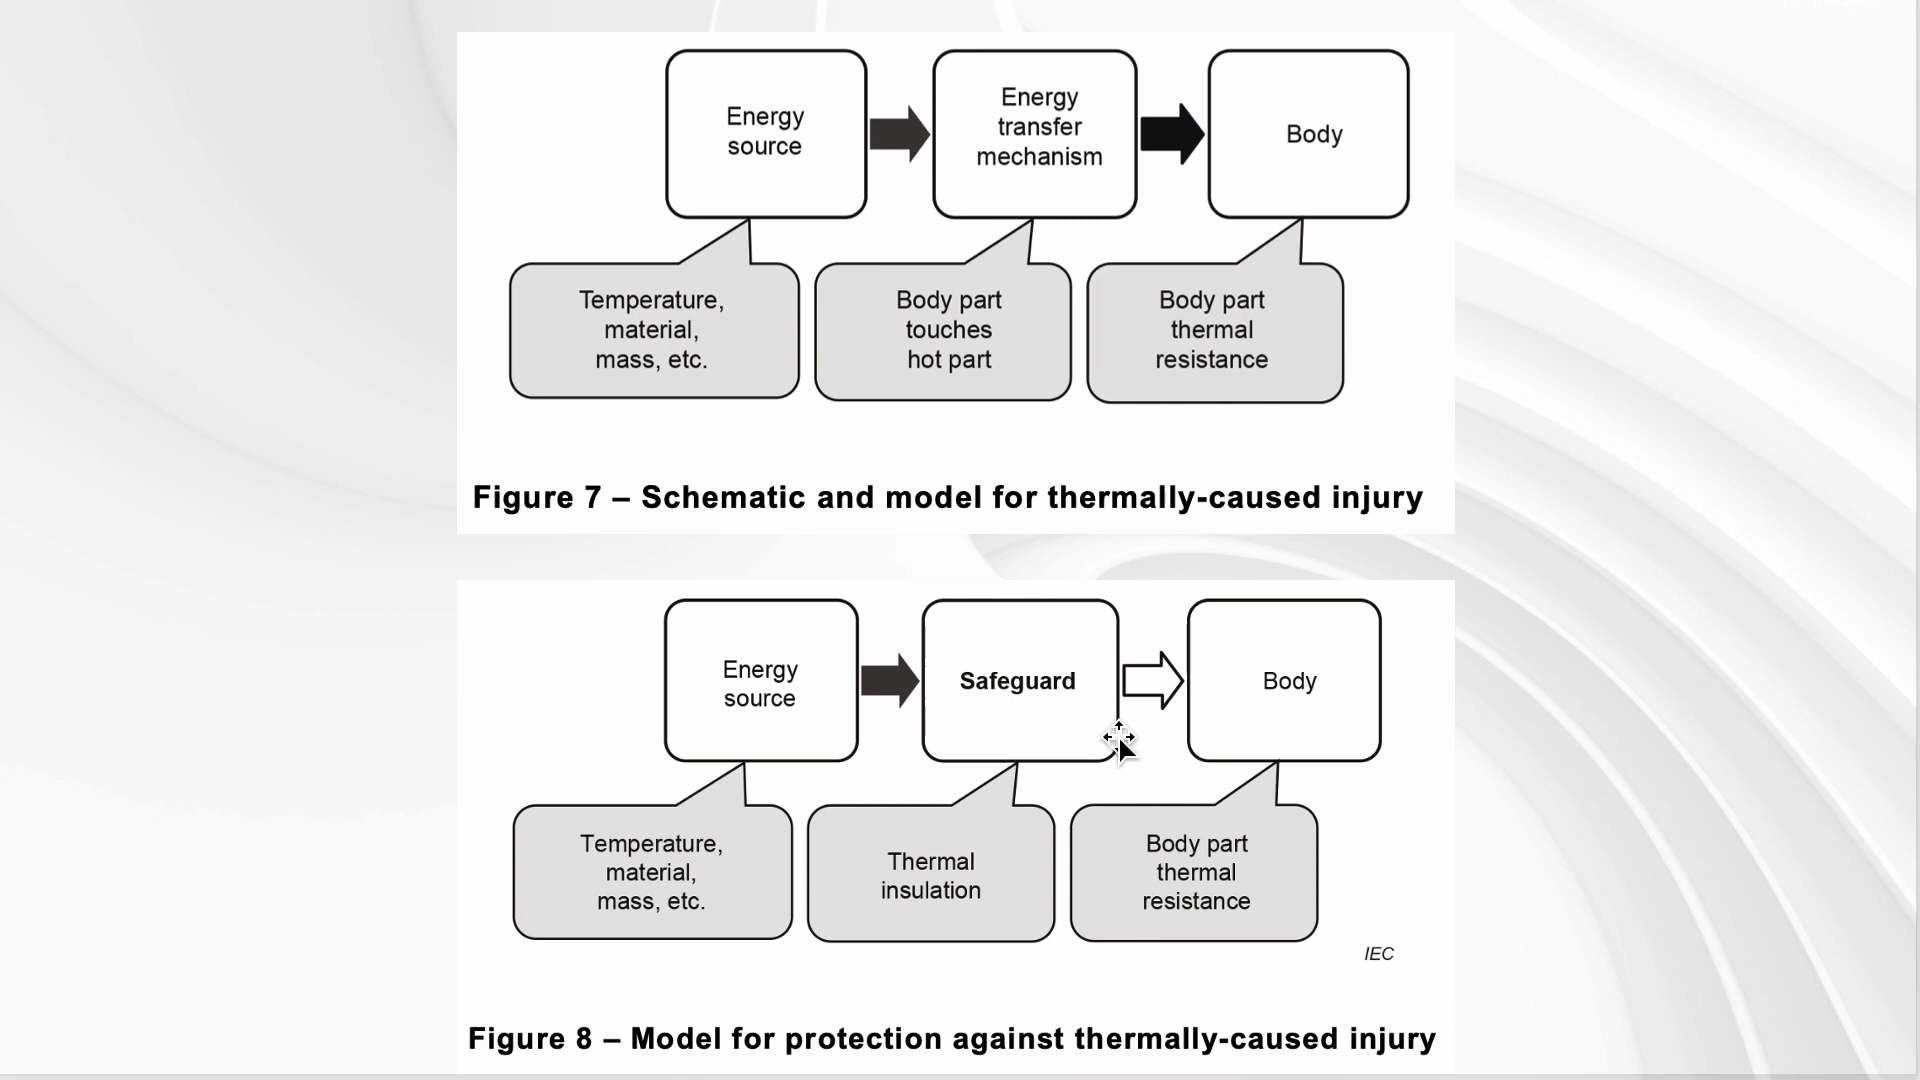 Energy
source
Energy
transfer
mechanism
Body
Temperature,
material,
mass, etc.
Body part
touches
hot part
Body part
thermal
resistance
Figure 7 – Schematic and model for thermally-caused injury
Energy
source
Safeguard
Body
Temperature,
material,
mass, etc.
Thermal
insulation
Body part
thermal
resistance
IEC
Figure 8 – Model for protection against thermally-caused injury